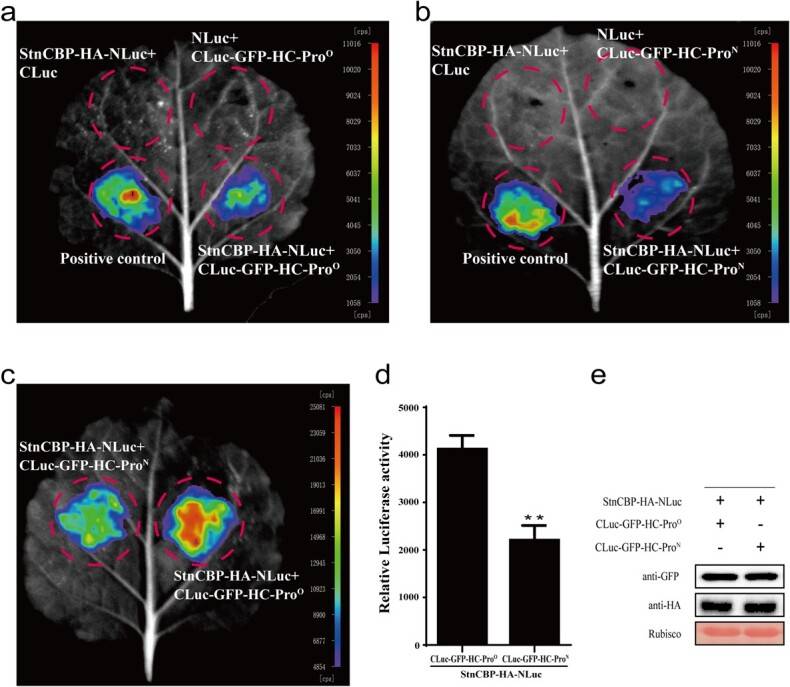 a
StnCBP-HA-NLuc+
CLuc
NLuc+
CLuc-GFP-HC-Pro^O
Positive control
StnCBP-HA-NLuc+
CLuc-GFP-HC-Pro^O
[cps]
11016
10020
9024
8029
7033
6037
5041
4045
3050
2054
1058
[cps]
b
StnCBP-HA-NLuc+
CLuc
NLuc+
CLuc-GFP-HC-Pro^N
Positive control
StnCBP-HA-NLuc+
CLuc-GFP-HC-Pro^N
[cps]
11016
10020
9024
8029
7033
6037
5041
4045
3050
2054
1058
[cps]
c
StnCBP-HA-NLuc+
CLuc-GFP-HC-Pro^N
StnCBP-HA-NLuc+
CLuc-GFP-HC-Pro^O
[cps]
25081
23059
21036
19013
16991
14968
12945
10923
8900
6877
4854
[cps]
d
Relative Luciferase activity
5000
4000
3000
2000
1000
0
**
CLuc-GFP-HC-Pro^O
CLuc-GFP-HC-Pro^N
StnCBP-HA-NLuc
e
StnCBP-HA-NLuc + +
CLuc-GFP-HC-Pro^O + -
CLuc-GFP-HC-Pro^N - +
anti-GFP
anti-HA
Rubisco